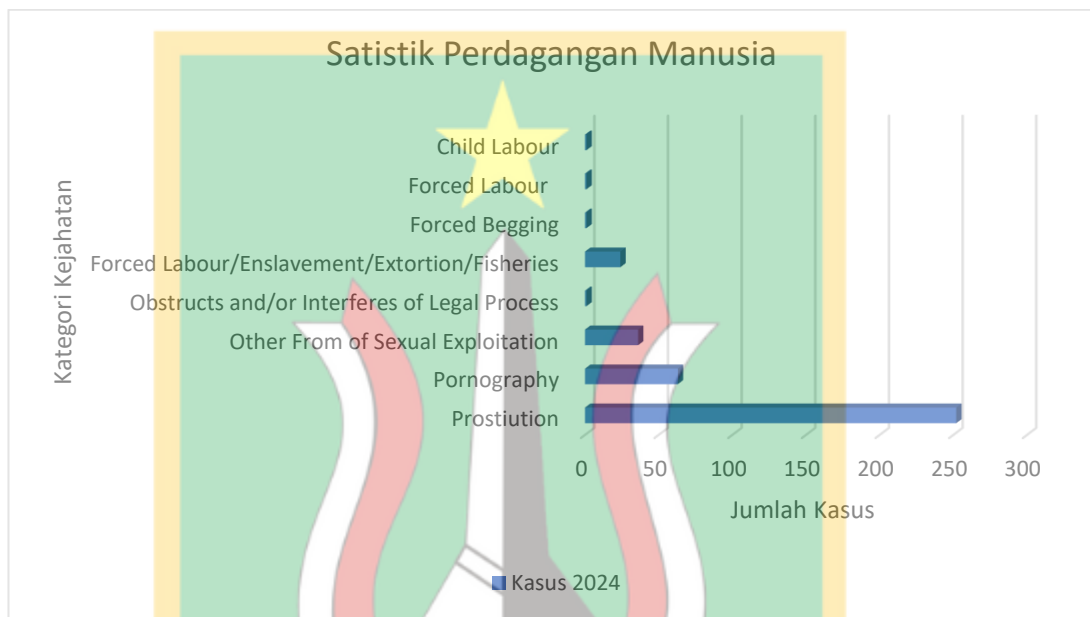 Satistik Perdagangan Manusia
Kategori Kejahatan
Child Labour
Forced Labour
Forced Begging
Forced Labour/Enslavement/Extortion/Fisheries
Obstructs and/or Interferes of Legal Process
Other From of Sexual Exploitation
Pornography
Prostiution
0 50 100 150 200 250 300
Jumlah Kasus
Kasus 2024